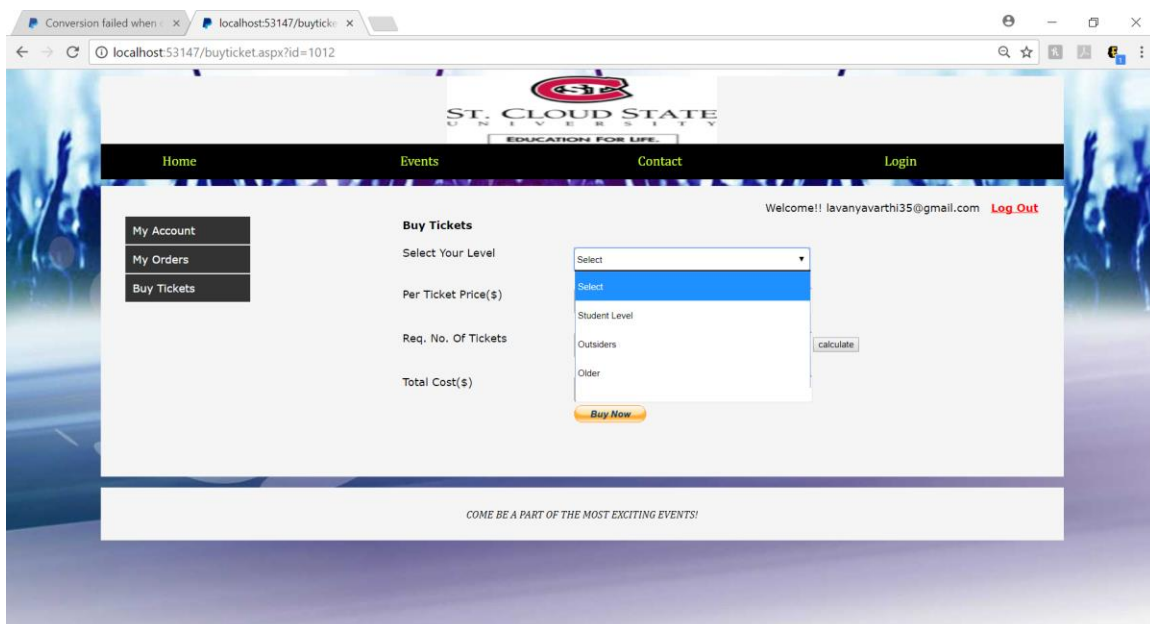 Conversion failed when
localhost:53147/buyticke
localhost:53147/buyticket.aspx?id=1012
ST. CLOUD STATE
UNIVERSITY
EDUCATION FOR LIFE.
Home Events Contact Login
Welcome!! lavanyavarthi35@gmail.com Log Out
My Account
My Orders
Buy Tickets
Buy Tickets
Select Your Level
Select
Select
Student Level
Outsiders
Older
Per Ticket Price($)
Req. No. Of Tickets
calculate
Total Cost($)
Buy Now
COME BE A PART OF THE MOST EXCITING EVENTS!